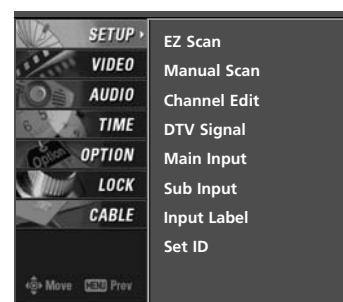 SETUP
VIDEO
AUDIO
TIME
OPTION
LOCK
CABLE
Move MENU Prev
EZ Scan
Manual Scan
Channel Edit
DTV Signal
Main Input
Sub Input
Input Label
Set ID